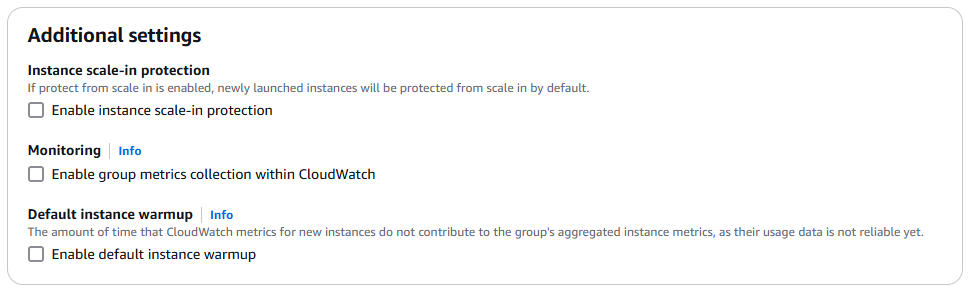 Additional settings
Instance scale-in protection
If protect from scale in is enabled, newly launched instances will be protected from scale in by default.
Enable instance scale-in protection
Monitoring Info
Enable group metrics collection within CloudWatch
Default instance warmup Info
The amount of time that CloudWatch metrics for new instances do not contribute to the group's aggregated instance metrics, as their usage data is not reliable yet.
Enable default instance warmup